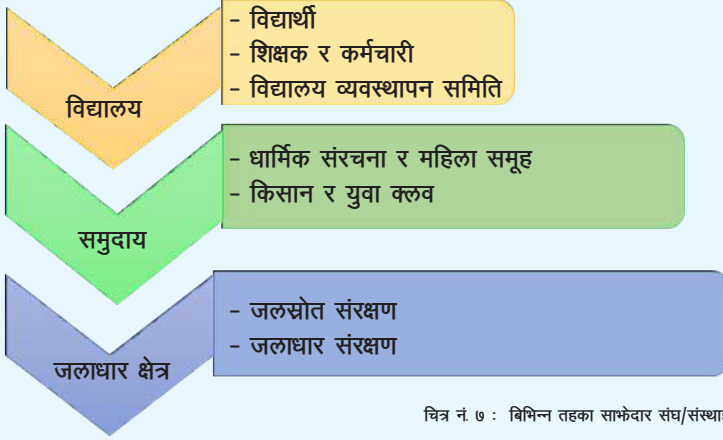 - विद्यार्थी
- शिक्षक र कर्मचारी
- विद्यालय व्यवस्थापन समिति
विद्यालय
- धार्मिक संरचना र महिला समूह
- किसान र युवा क्लव
समुदाय
- जलस्रोत संरक्षण
- जलाधार संरक्षण
जलाधार क्षेत्र
चित्र नं. ७ : बिभिन्न तहका साझेदार संघ/संस्था